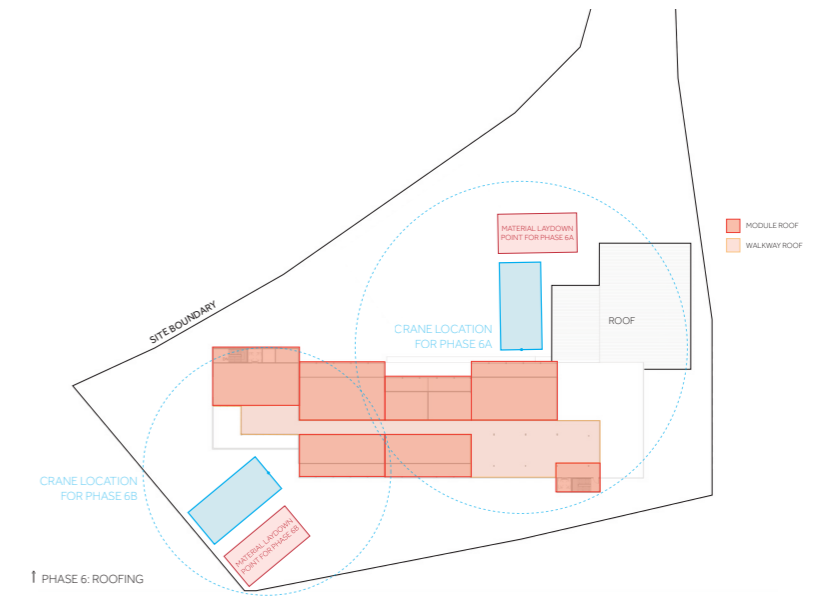 MATERIAL LAYDOWN
POINT FOR PHASE 6A
MODULE ROOF
WALKWAY ROOF
SITE BOUNDARY
CRANE LOCATION
FOR PHASE 6A
ROOF
CRANE LOCATION
FOR PHASE 6B
MATERIAL LAYDOWN
POINT FOR PHASE 6B
↑ PHASE 6: ROOFING